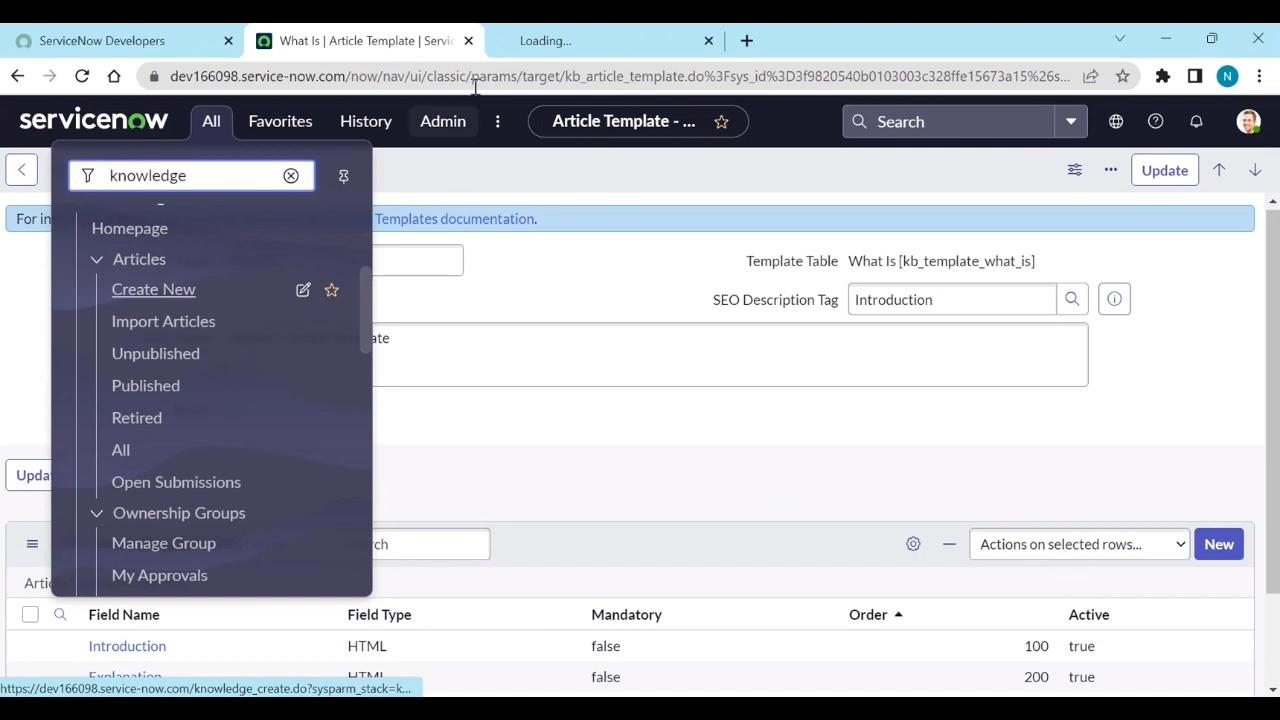 ServiceNow Developers
What Is | Article Template | Servic
Loading...
dev166098.service-now.com/now/nav/ui/classic/params/target/kb_article_template.do%3Fsys_id%3D3f9820540b0103003c328ffe15673a15%26s...
N
servicenow
All
Favorites
History
Admin
Article Template - ...
Search
knowledge
Update
For in
Templates documentation.
Homepage
Articles
Create New
Import Articles
Unpublished
Published
Retired
All
Open Submissions
Ownership Groups
Manage Group
My Approvals
Template Table
What Is [kb_template_what_is]
SEO Description Tag
Introduction
ate
Upda
rch
Actions on selected rows...
New
Artic
Field Name
Field Type
Mandatory
Order
Active
Introduction
HTML
false
100
true
Explanation
HTML
false
200
true
https://dev166098.service-now.com/knowledge_create.do?sysparm_stack=k...